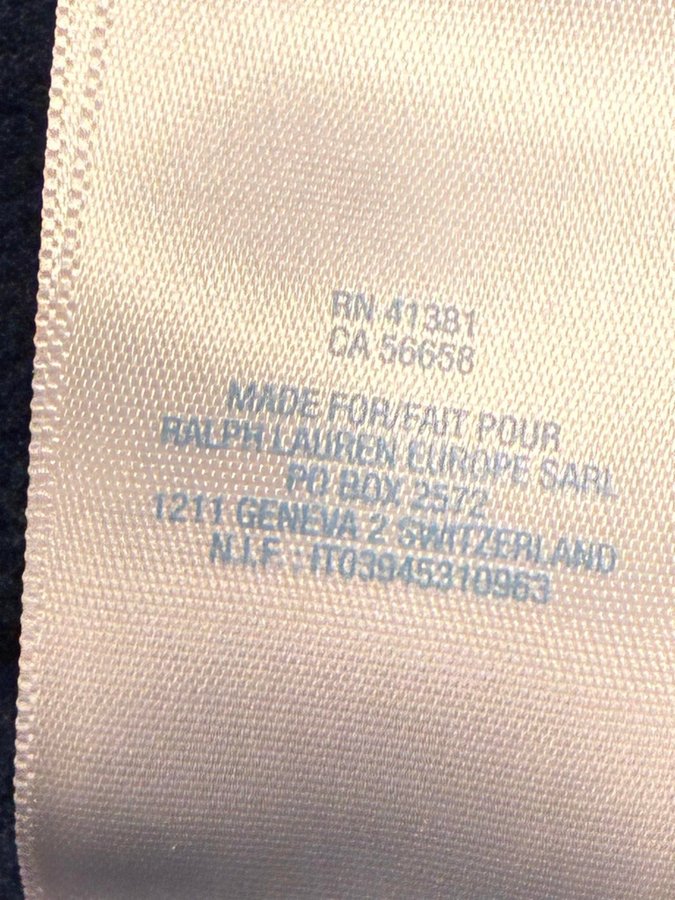 RN 41381
CA 56656
MADE FOR/FAIT POUR
RALPH LAUREN EUROPE SARL
PO BOX 2572
1211 GENEVA 2 SWITZERLAND
N.I.F : IT03945310963